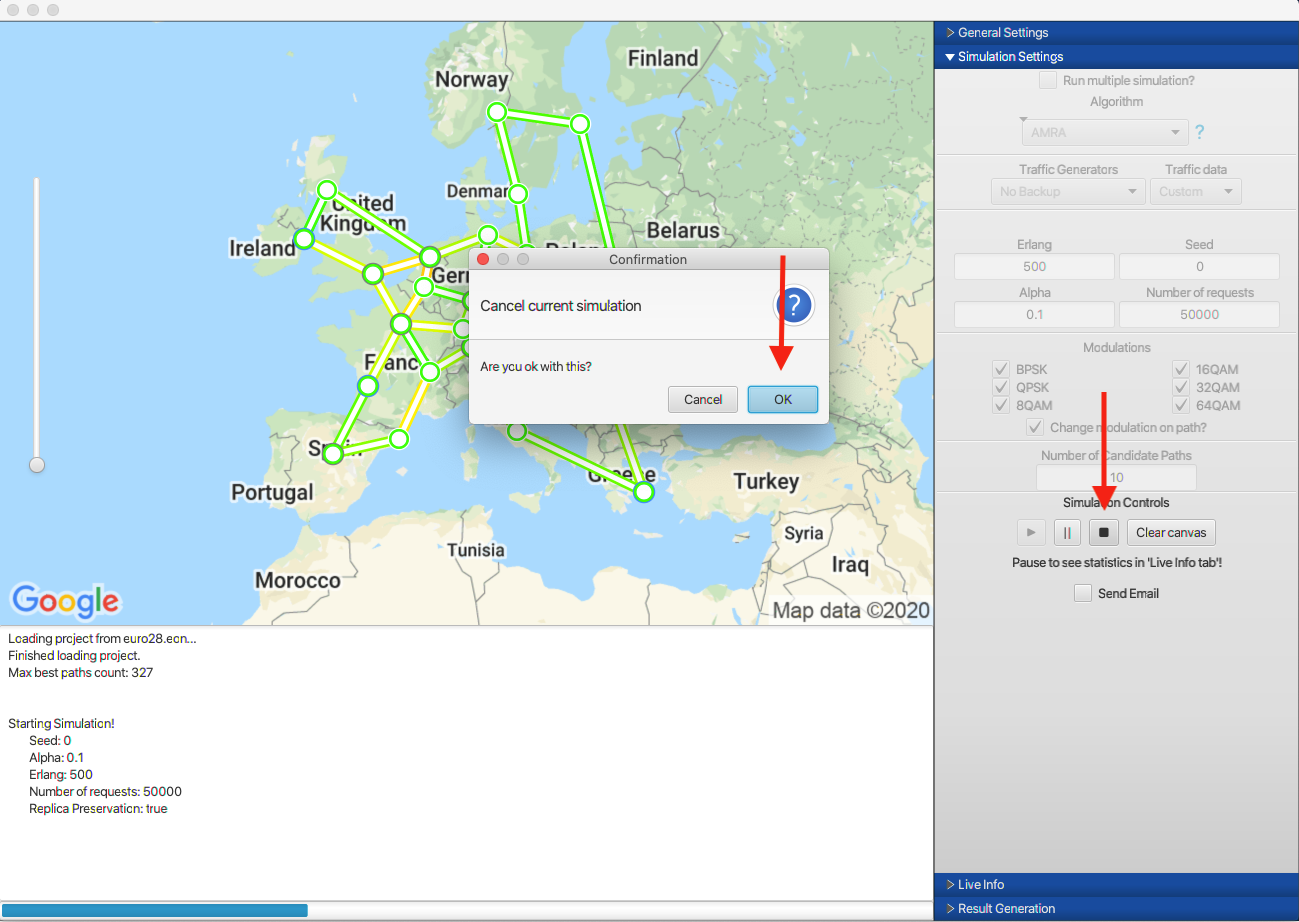 General Settings
Simulation Settings
Run multiple simulation?
Algorithm
AMRA
?
Traffic Generators
Traffic data
No Backup
Custom
Erlang
Seed
500
0
Alpha
Number of requests
0.1
50000
Modulations
BPSK
16QAM
QPSK
32QAM
8QAM
64QAM
Change modulation on path?
Number of Candidate Paths
10
Simulation Controls
Clear canvas
Pause to see statistics in 'Live Info tab'!
Send Email
Live Info
Result Generation
Finland
Norway
Denmar
United
Kingdom
Ireland
Belarus
Poland
Gern
Franc
Spain
Portugal
Greece
Turkey
Syria
Iraq
Tunisia
Morocco
Google
Map data ©2020
Confirmation
Cancel current simulation
?
Are you ok with this?
Cancel
OK
Loading project from euro28.eon...
Finished loading project.
Max best paths count: 327
Starting Simulation!
Seed: 0
Alpha: 0.1
Erlang: 500
Number of requests: 50000
Replica Preservation: true